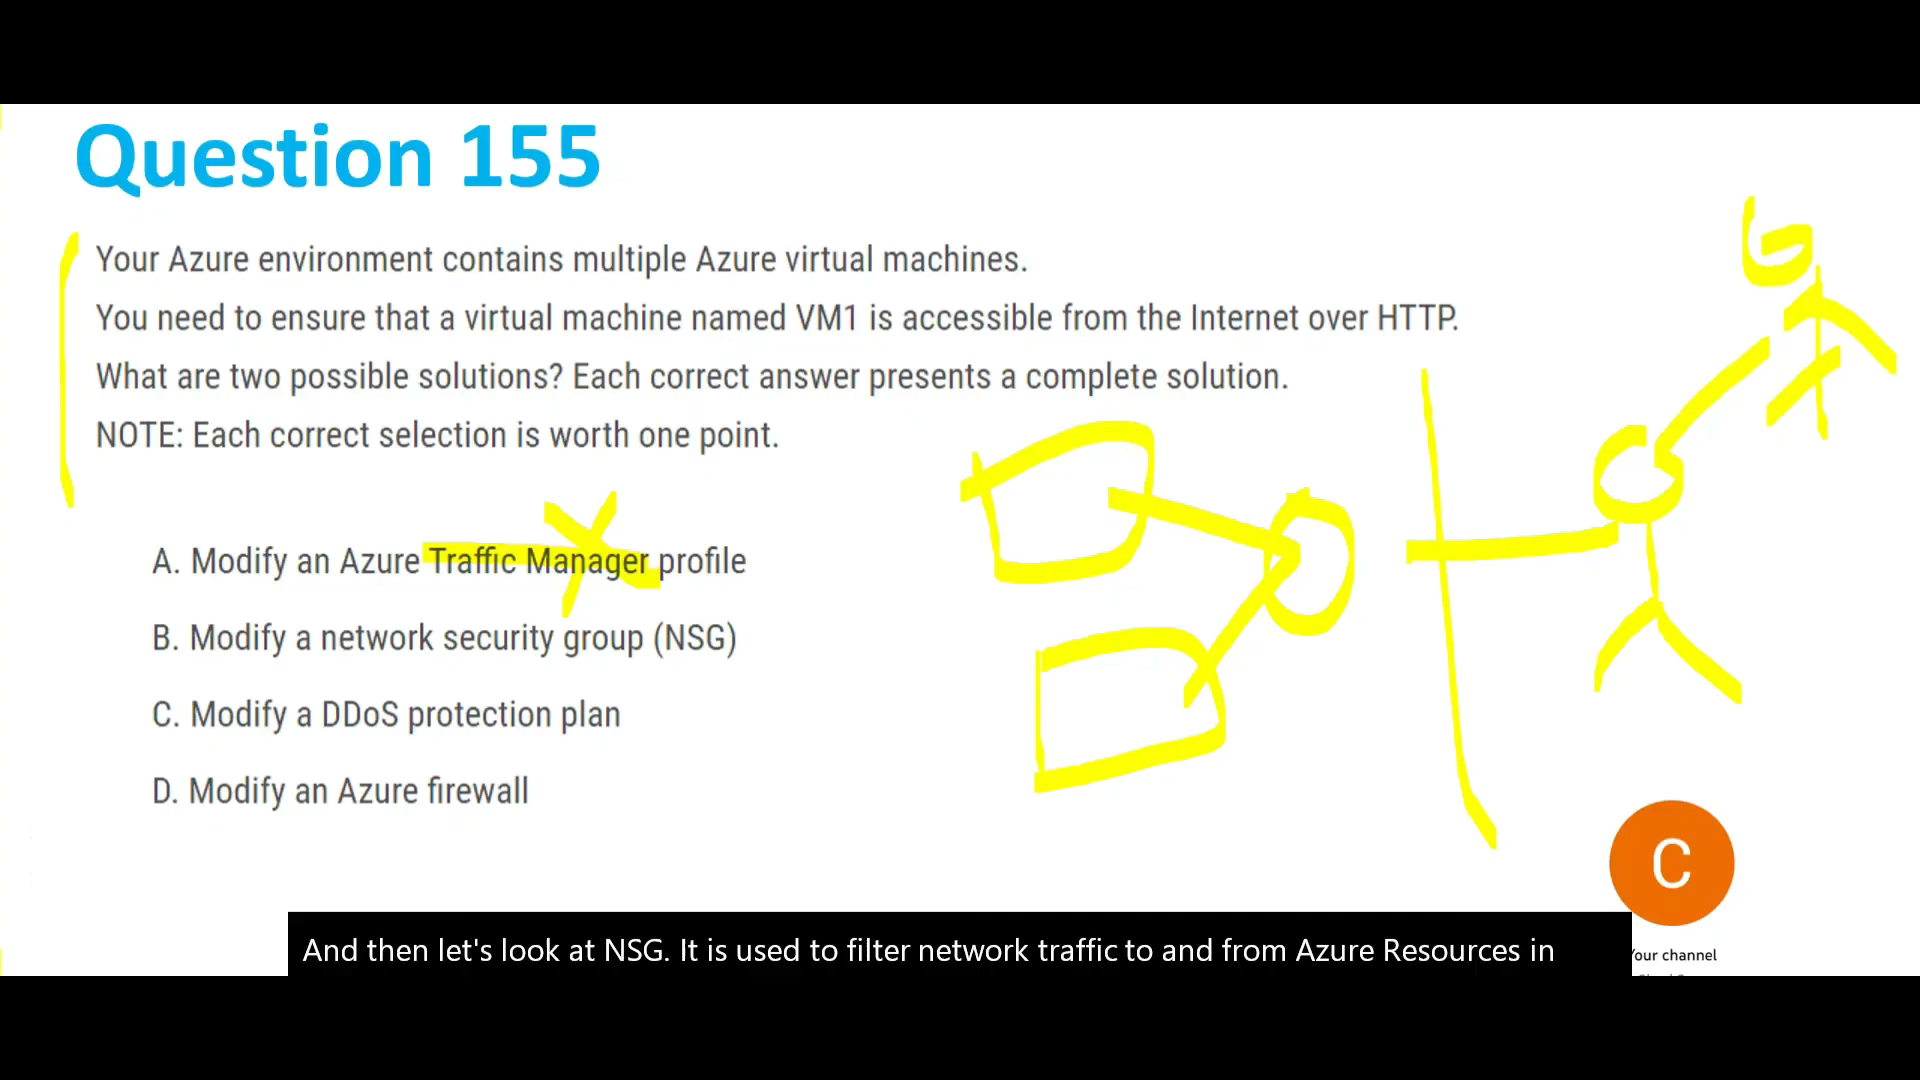 Question 155
Your Azure environment contains multiple Azure virtual machines.
You need to ensure that a virtual machine named VM1 is accessible from the Internet over HTTP.
What are two possible solutions? Each correct answer presents a complete solution.
NOTE: Each correct selection is worth one point.
A. Modify an Azure Traffic Manager profile
B. Modify a network security group (NSG)
C. Modify a DDoS protection plan
D. Modify an Azure firewall
C
And then let's look at NSG. It is used to filter network traffic to and from Azure Resources in
Your channel